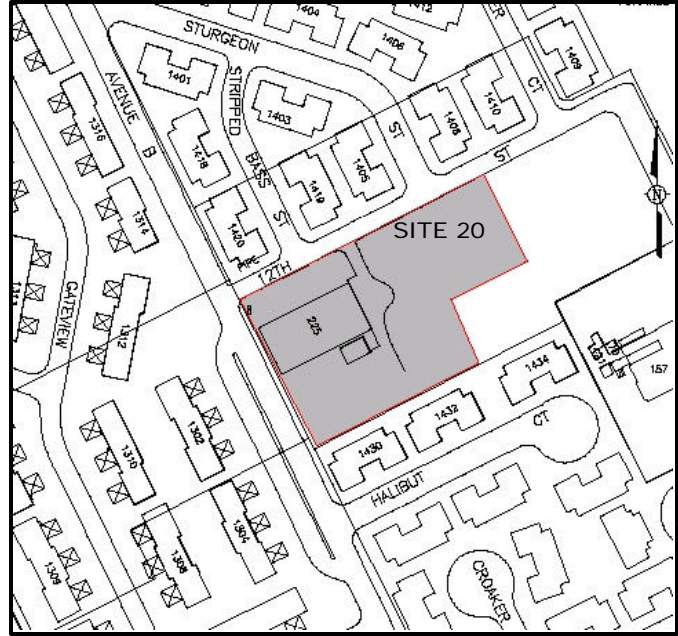 1404
1412
STURGEON
1406
1409
1401
CT
AVENUE B
STRIPPED
BASS
ST
1403
1408
1410
ST
ST
1316
1418
1419
1405
N
1314
1420
SITE 20
12TH
GATEVIEW
1312
225
1434
157
1302
1432
CT
1310
1430
HALIBUT
1304
1308
1309
CROAKER